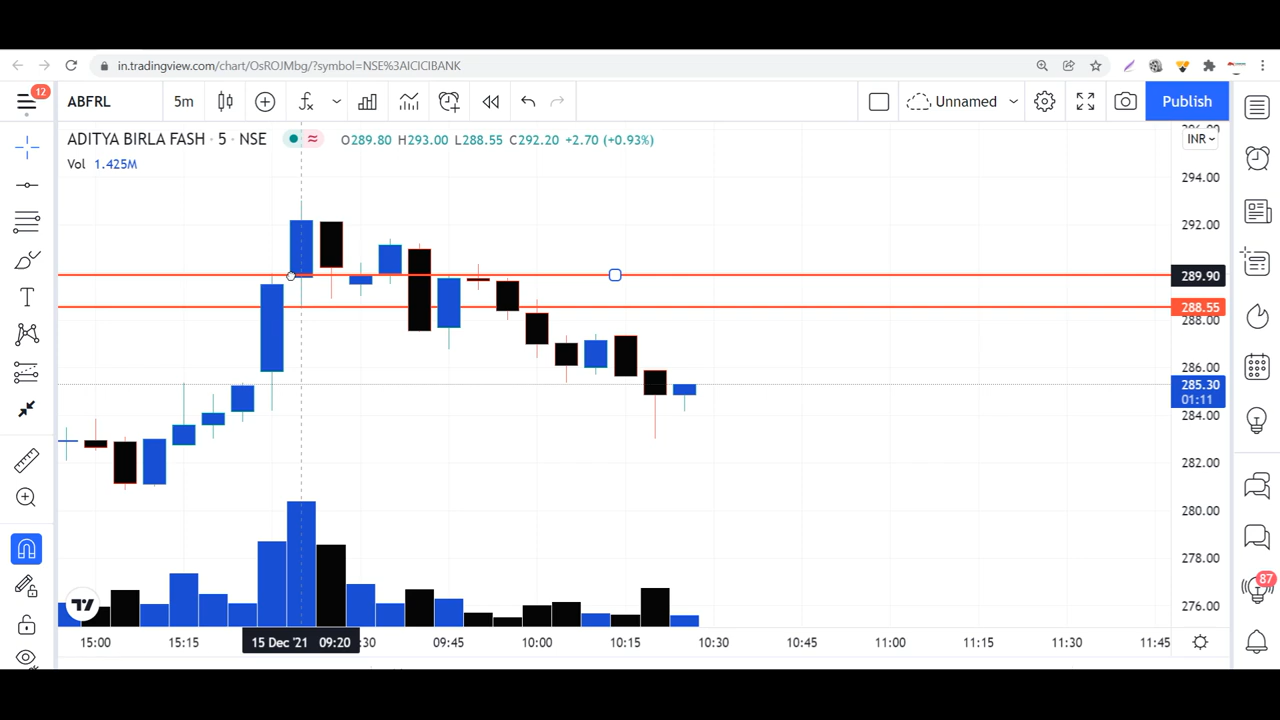 in.tradingview.com/chart/OsROJMbg/?symbol=NSE%3AICICIBANK
12
ABFRL
5m
Unnamed
Publish
ADITYA BIRLA FASH · 5 · NSE
O289.80 H293.00 L288.55 C292.20 +2.70 (+0.93%)
INR
Vol 1.425M
294.00
292.00
289.90
288.55
288.00
286.00
285.30
01:11
284.00
282.00
280.00
278.00
87
276.00
15:00
15:15
15 Dec '21 09:20
:30
09:45
10:00
10:15
10:30
10:45
11:00
11:15
11:30
11:45